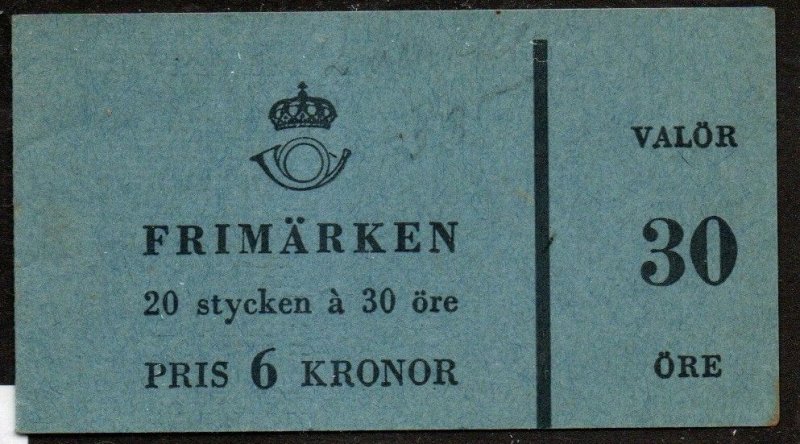 FRIMÄRKEN
20 stycken à 30 öre
PRIS 6 KRONOR
VALÖR
30
ÖRE